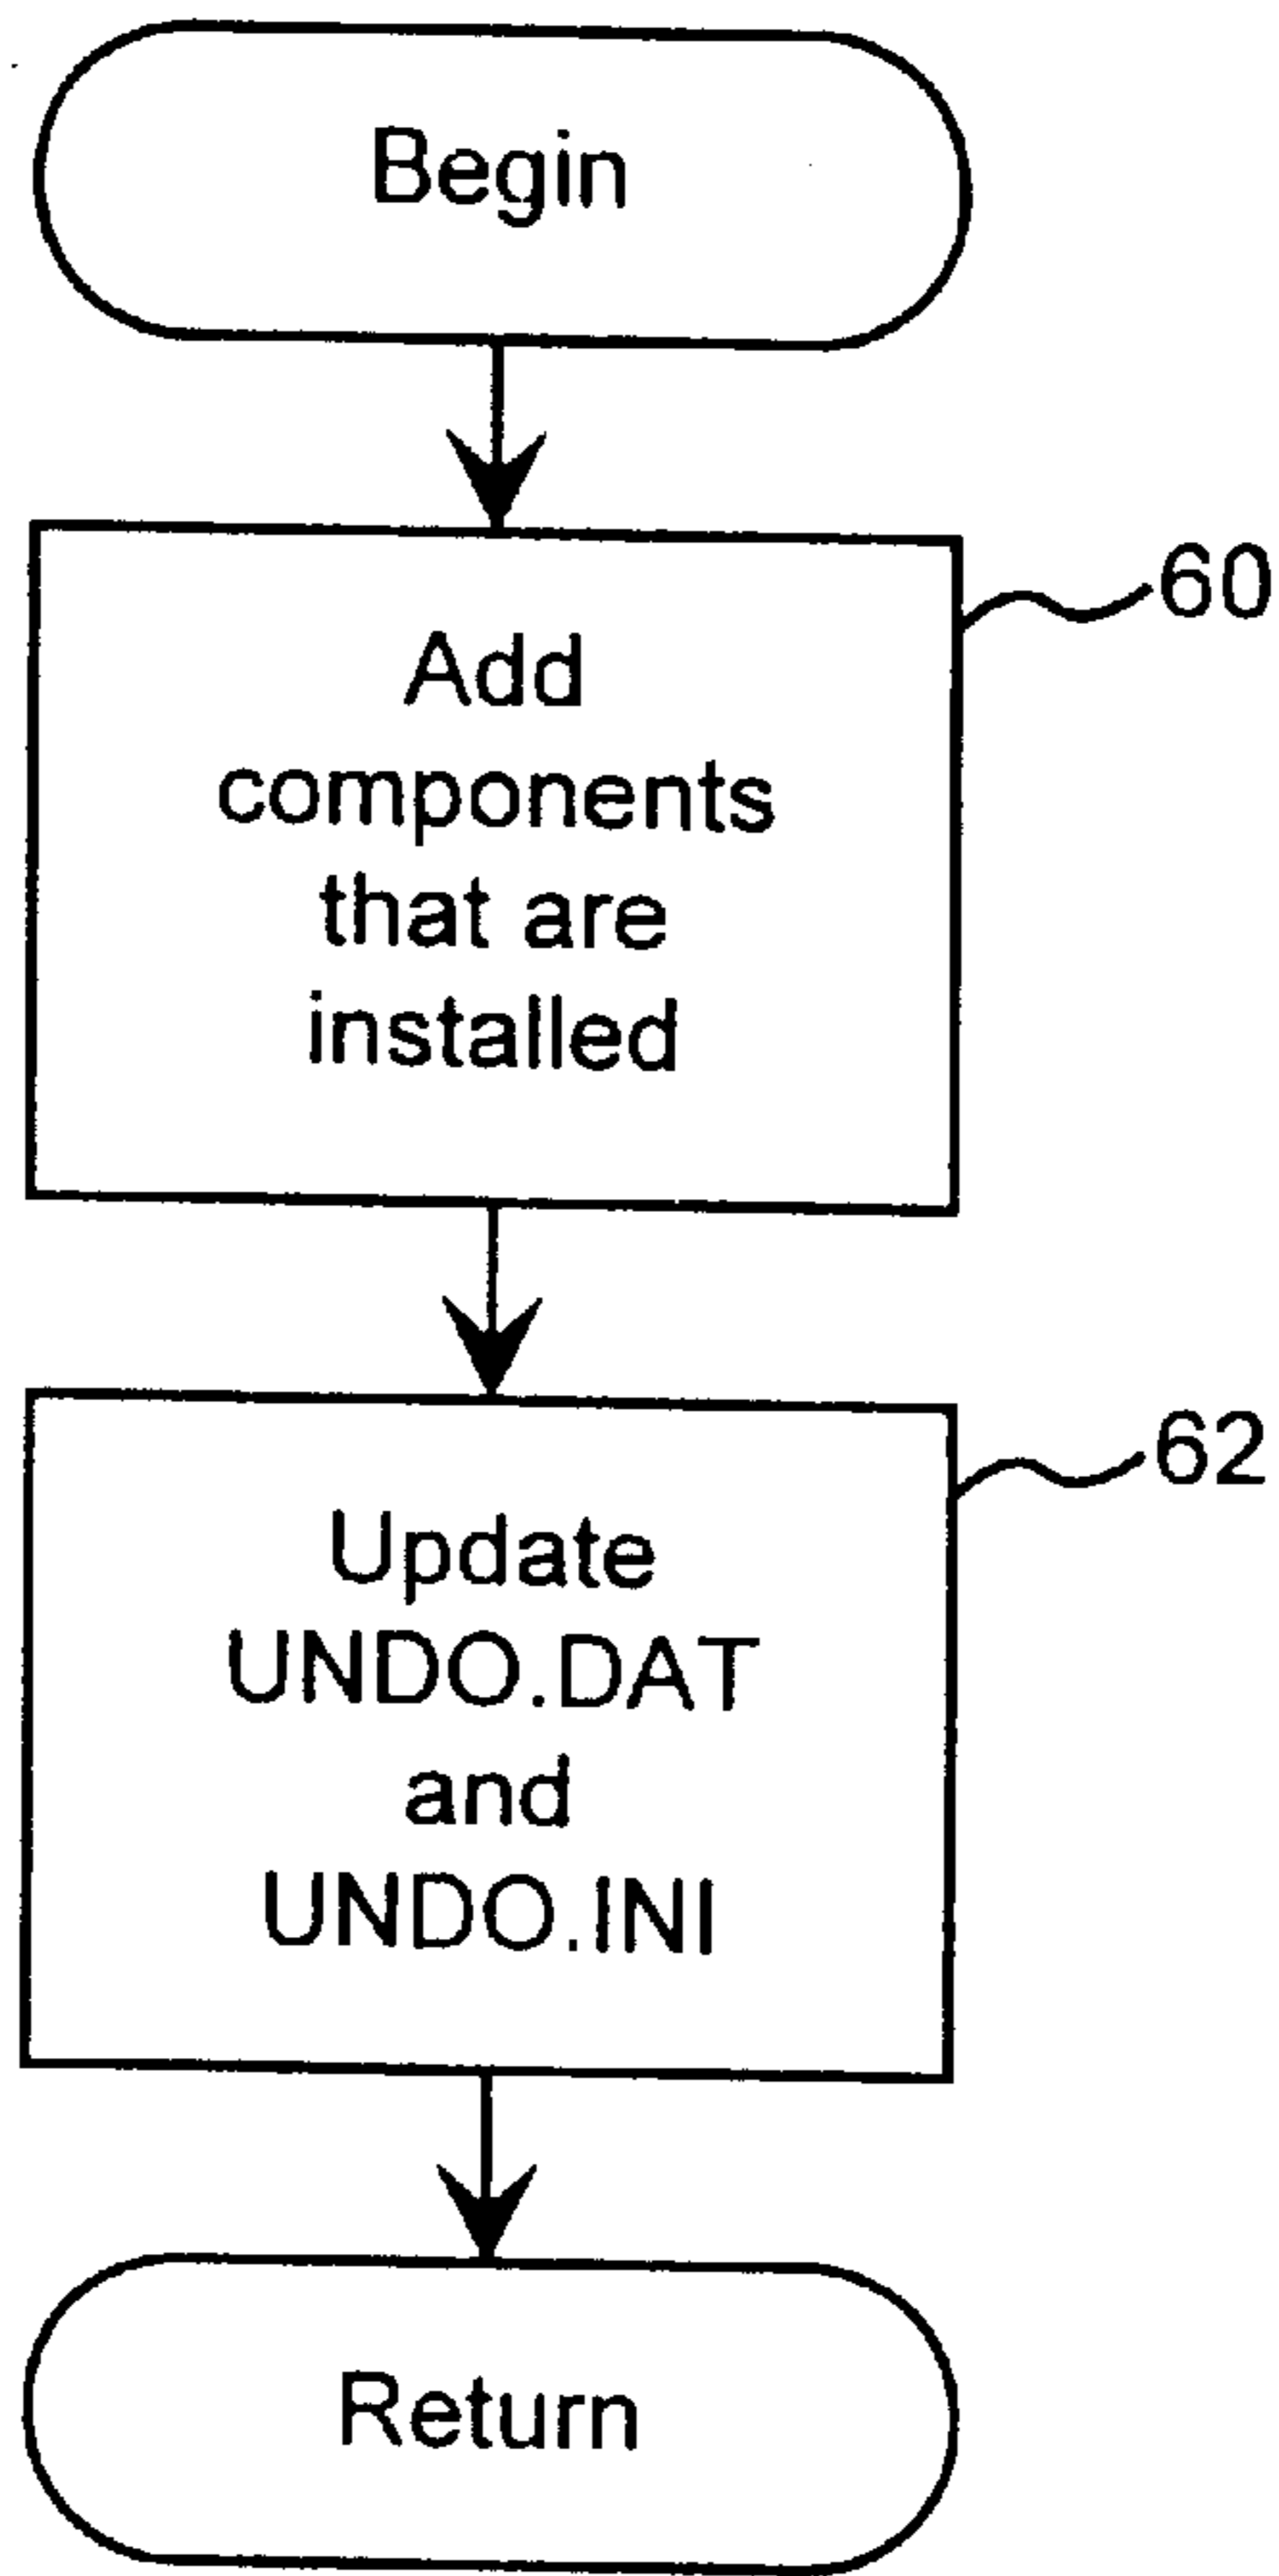 Begin
60
Add
components
that are
installed
62
Update
UNDO.DAT
and
UNDO.INI
Return